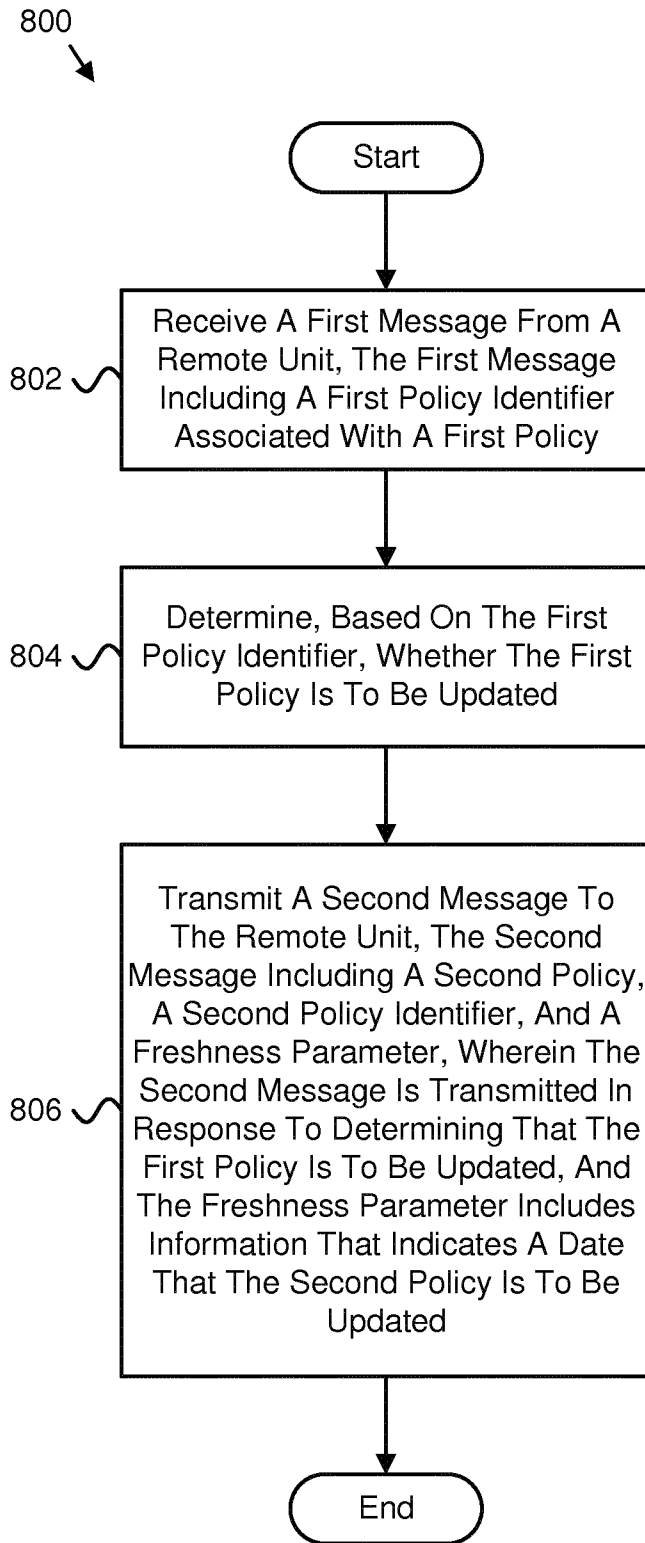 800
Start
802
Receive A First Message From A
Remote Unit, The First Message
Including A First Policy Identifier
Associated With A First Policy
804
Determine, Based On The First
Policy Identifier, Whether The First
Policy Is To Be Updated
806
Transmit A Second Message To
The Remote Unit, The Second
Message Including A Second Policy,
A Second Policy Identifier, And A
Freshness Parameter, Wherein The
Second Message Is Transmitted In
Response To Determining That The
First Policy Is To Be Updated, And
The Freshness Parameter Includes
Information That Indicates A Date
That The Second Policy Is To Be
Updated
End